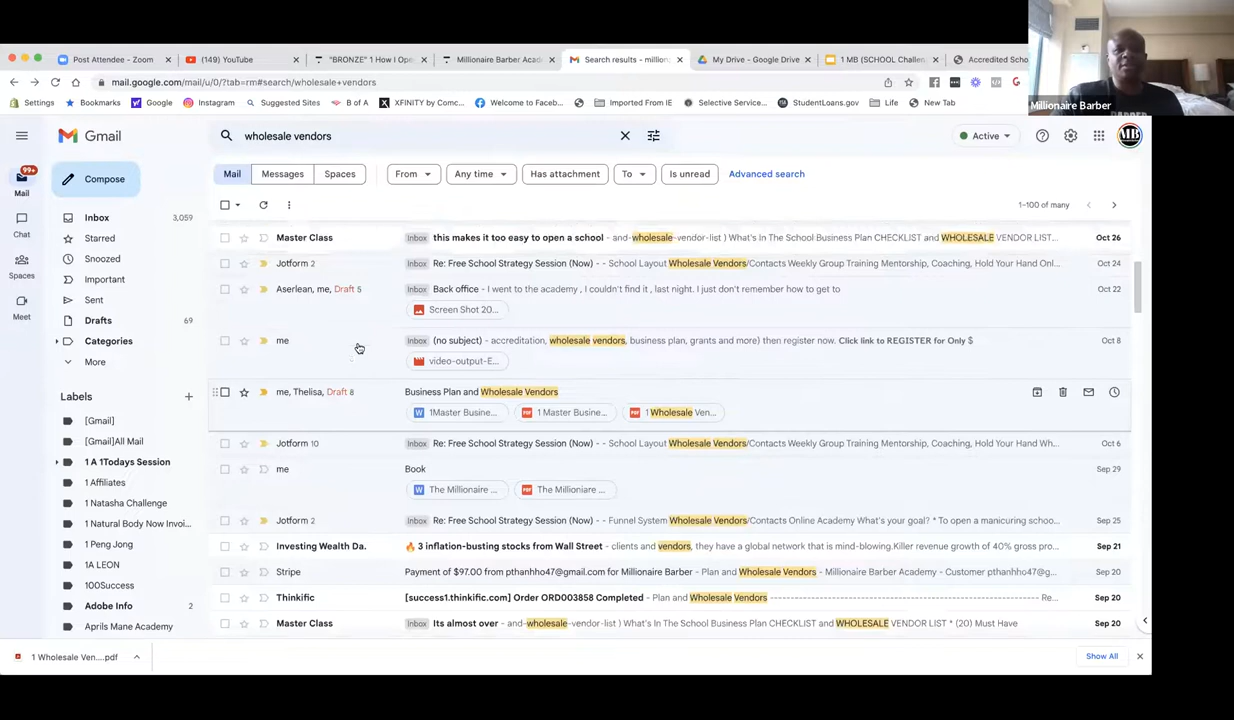 Post Attendee - Zoom
(149) YouTube
"BRONZE" 1 How I Ope
Millionaire Barber Acad
Search results - million
My Drive - Google Drive
1 MB (SCHOOL Challen
Accredited Schoo
mail.google.com/mail/u/0/?tab=rm#search/wholesale+vendors
Millionaire Barber
Settings
Bookmarks
Google
Instagram
Suggested Sites
B of A
XFINITY by Comc...
Welcome to Faceb...
Imported From IE
Selective Service...
StudentLoans.gov
Life
New Tab
Gmail
wholesale vendors
Active
MB
99+
Mail
Compose
Mail
Messages
Spaces
From
Any time
Has attachment
To
Is unread
Advanced search
Chat
Spaces
Meet
Inbox 3,059
Starred
Snoozed
Important
Sent
Drafts 69
Categories
More
Labels
[Gmail]
[Gmail]All Mail
1 A 1Todays Session
1 Affiliates
1 Natasha Challenge
1 Natural Body Now Invoi...
1 Peng Jong
1A LEON
100Success
Adobe Info 2
Aprils Mane Academy
1–100 of many
Master Class Inbox this makes it too easy to open a school - and-wholesale-vendor-list ) What's In The School Business Plan CHECKLIST and WHOLESALE VENDOR LIST... Oct 26
Jotform 2 Inbox Re: Free School Strategy Session (Now) - - School Layout Wholesale Vendors/Contacts Weekly Group Training Mentorship, Coaching, Hold Your Hand Onl... Oct 24
Aserlean, me, Draft 5 Inbox Back office - I went to the academy , I couldn't find it , last night. I just don't remember how to get to Oct 22
Screen Shot 20...
me Inbox (no subject) - accreditation, wholesale vendors, business plan, grants and more) then register now. Click link to REGISTER for Only $ Oct 8
video-output-E...
me, Thelisa, Draft 8 Business Plan and Wholesale Vendors
1Master Busine...
1 Master Busine...
1 Wholesale Ven...
Jotform 10 Inbox Re: Free School Strategy Session (Now) - - School Layout Wholesale Vendors/Contacts Weekly Group Training Mentorship, Coaching, Hold Your Hand Wh... Oct 6
me Book Sep 29
The Millionaire ...
The Millioniare ...
Jotform 2 Inbox Re: Free School Strategy Session (Now) - - Funnel System Wholesale Vendors/Contacts Online Academy What's your goal? * To open a manicuring schoo... Sep 25
Investing Wealth Da. Inbox 3 inflation-busting stocks from Wall Street - clients and vendors, they have a global network that is mind-blowing.Killer revenue growth of 40% gross pro... Sep 21
Stripe Payment of $97.00 from pthanhho47@gmail.com for Millionaire Barber - Plan and Wholesale Vendors - Millionaire Barber Academy - Customer pthanhho47@g... Sep 20
Thinkific [success1.thinkific.com] Order ORD003858 Completed - Plan and Wholesale Vendors Re... Sep 20
Master Class Inbox Its almost over - and-wholesale-vendor-list ) What's In The School Business Plan CHECKLIST and WHOLESALE VENDOR LIST * (20) Must Have Sep 20
1 Wholesale Ven....pdf
Show All